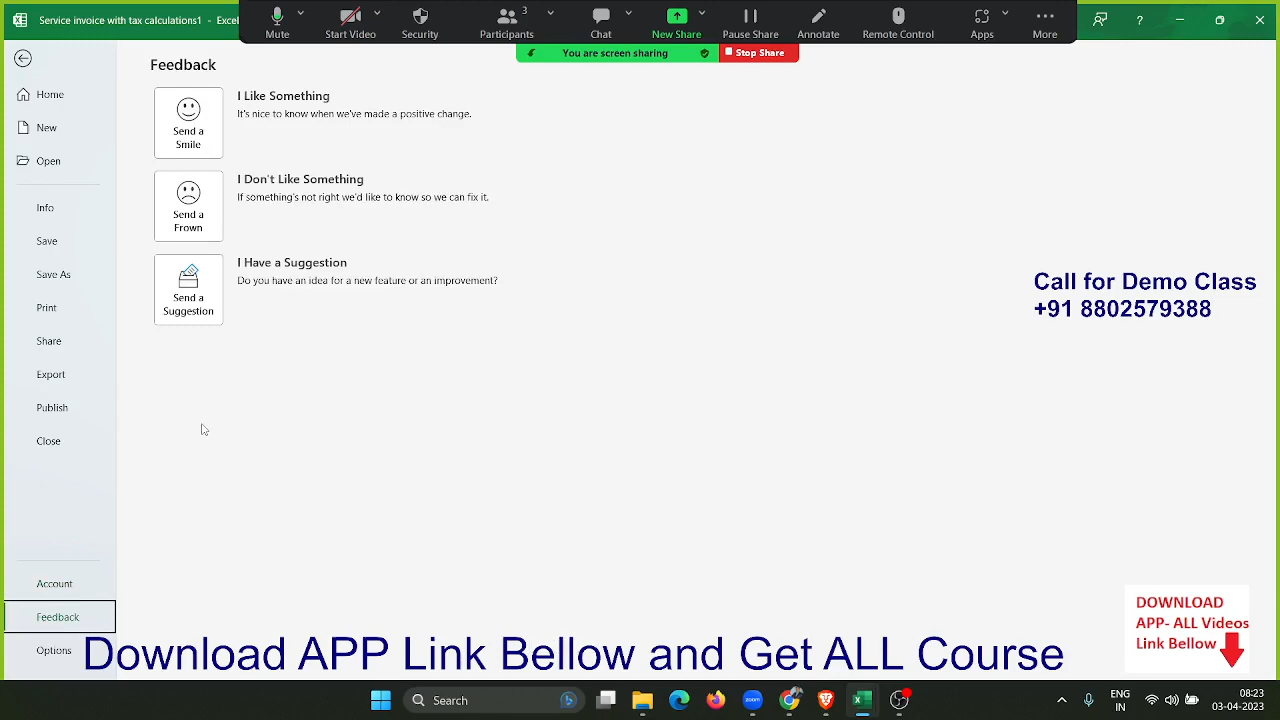 Service invoice with tax calculations1 - Excel
Mute
Start Video
Security
3
Participants
Chat
New Share
Pause Share
Annotate
Remote Control
Apps
More
?
You are screen sharing
Stop Share
Feedback
Home
New
Open
Info
Save
Save As
Print
Share
Export
Publish
Close
Account
Feedback
Options
Send a
Smile
I Like Something
It's nice to know when we've made a positive change.
Send a
Frown
I Don't Like Something
If something's not right we'd like to know so we can fix it.
Send a
Suggestion
I Have a Suggestion
Do you have an idea for a new feature or an improvement?
Call for Demo Class
+91 8802579388
DOWNLOAD
APP- ALL Videos
Link Bellow
Download APP Link Bellow and Get ALL Course
Search
zoom
ENG
IN
08:23
03-04-2023